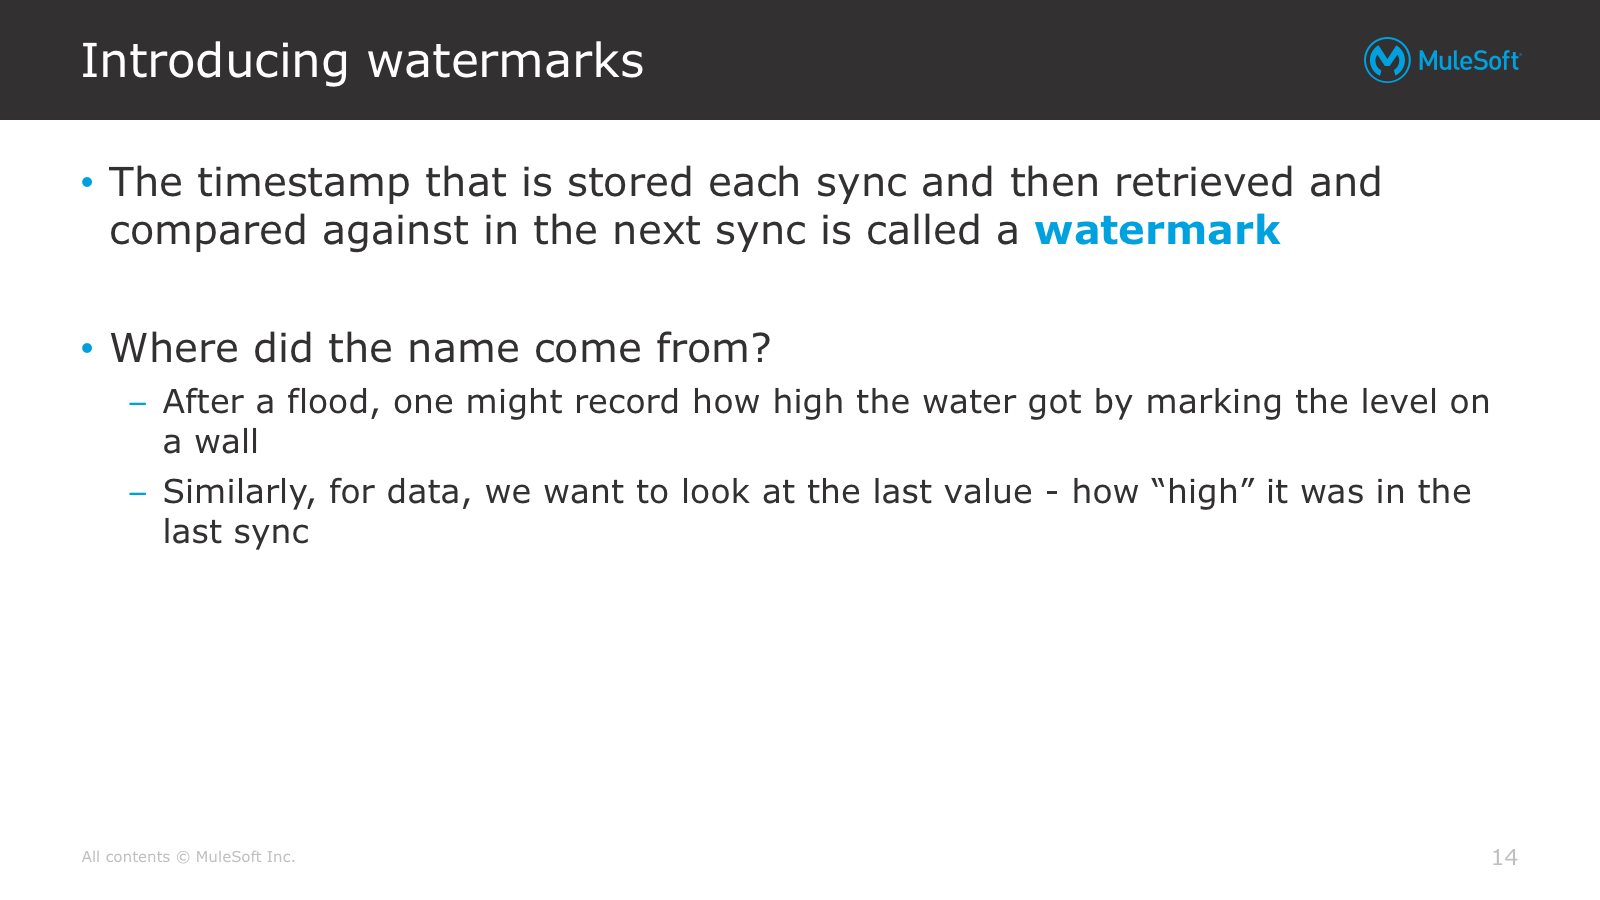 Introducing watermarks
MuleSoft
• The timestamp that is stored each sync and then retrieved and
compared against in the next sync is called a watermark
• Where did the name come from?
– After a flood, one might record how high the water got by marking the level on
a wall
– Similarly, for data, we want to look at the last value - how “high” it was in the
last sync
All contents © MuleSoft Inc.
14